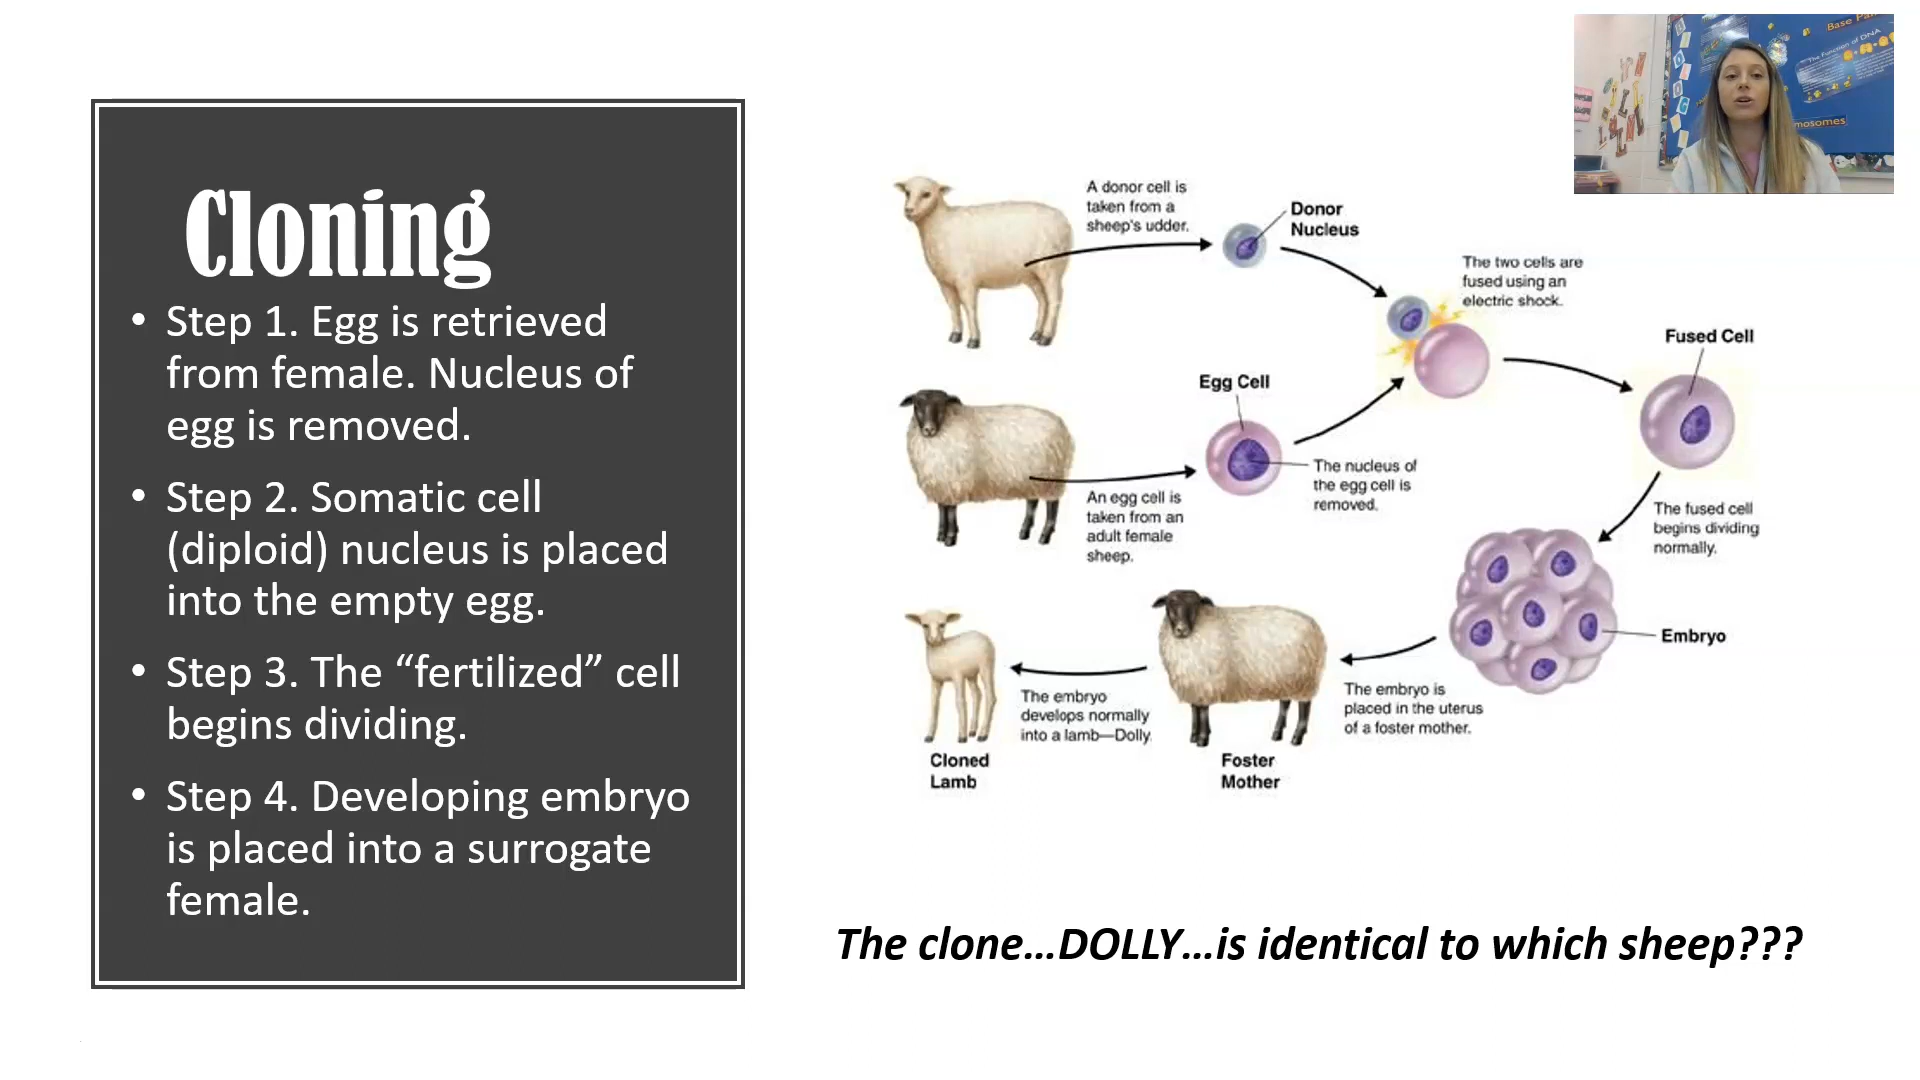 Cloning
• Step 1. Egg is retrieved
from female. Nucleus of
egg is removed.
• Step 2. Somatic cell
(diploid) nucleus is placed
into the empty egg.
• Step 3. The “fertilized” cell
begins dividing.
• Step 4. Developing embryo
is placed into a surrogate
female.
A donor cell is
taken from a
sheep's udder.
Donor
Nucleus
The two cells are
fused using an
electric shock.
Fused Cell
Egg Cell
The nucleus of
the egg cell is
removed.
An egg cell is
taken from an
adult female
sheep.
The fused cell
begins dividing
normally.
Embryo
The embryo is
placed in the uterus
of a foster mother.
Foster
Mother
The embryo
develops normally
into a lamb—Dolly.
Cloned
Lamb
The clone...DOLLY...is identical to which sheep???
Base
The Function of DNA
mosomes